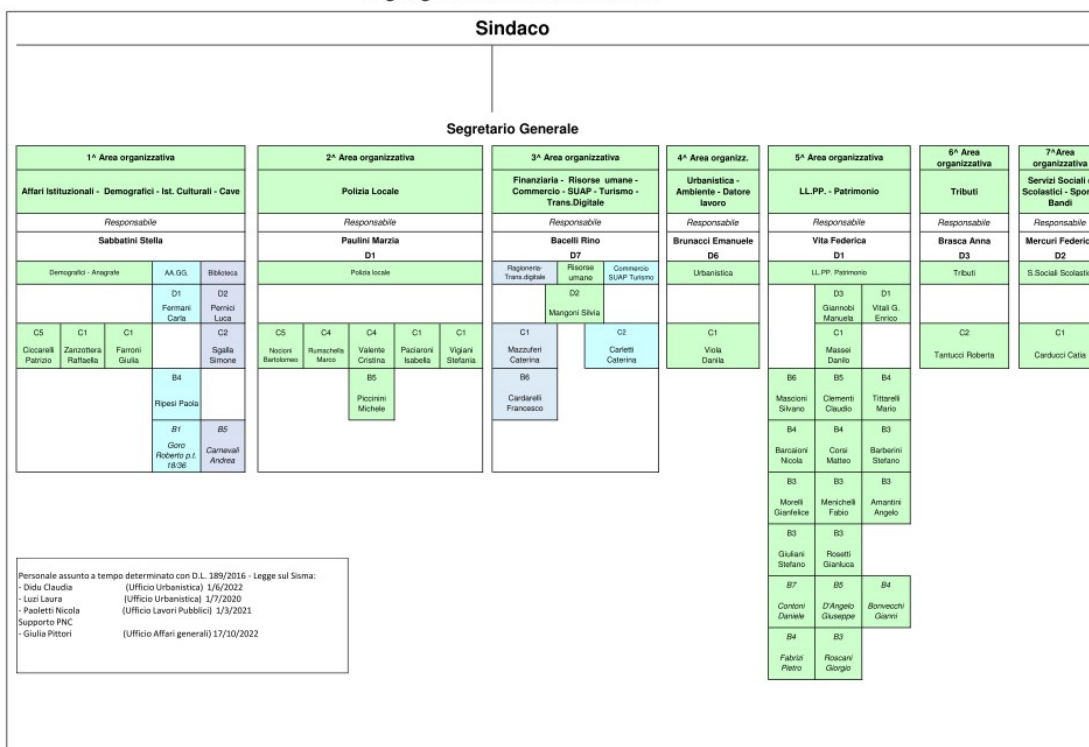 Sindaco
Segretario Generale
1^ Area organizzativa
Affari Istituzionali - Demografici - Ist. Culturali - Cave
Responsabile
Sabbatini Stella
Demografici - Anagrafe
AA.GG.
Biblioteca
D1
Fermani
Carla
D2
Pernici
Luca
C5
Ciccarelli
Patrizio
C1
Zanzottera
Raffaella
C1
Farroni
Giulia
C2
Sgalla
Simone
B4
Ripesi Paola
B1
Goro
Roberto p.t.
18/36
B5
Carnevali
Andrea
2^ Area organizzativa
Polizia Locale
Responsabile
Paulini Marzia
D1
Polizia locale
C5
Nocioni
Bartolomeo
C4
Rumachella
Marco
C4
Valente
Cristina
C1
Paciaroni
Isabella
C1
Vigiani
Stefania
B5
Piccinini
Michele
3^ Area organizzativa
Finanziaria - Risorse umane -
Commercio - SUAP - Turismo -
Trans.Digitale
Responsabile
Bacelli Rino
D7
Ragioneria-
Trans.digitale
Risorse
umane
Commercio
SUAP Turismo
D2
Mangoni Silvia
C1
Mazzuferi
Caterina
C2
Carletti
Caterina
B6
Cardarelli
Francesco
4^ Area organizz.
Urbanistica -
Ambiente - Datore
lavoro
Responsabile
Brunacci Emanuele
D6
Urbanistica
C1
Viola
Danila
5^ Area organizzativa
LL.PP. - Patrimonio
Responsabile
Vita Federica
D1
LL.PP. Patrimonio
D3
Giannobi
Manuela
D1
Vitali G.
Enrico
C1
Massei
Danilo
B6
Mascioni
Silvano
B5
Clementi
Claudio
B4
Tittarelli
Mario
B4
Barcaioni
Nicola
B4
Corsi
Matteo
B3
Barberini
Stefano
B3
Morelli
Gianfelice
B3
Menichelli
Fabio
B3
Amantini
Angelo
B3
Giuliani
Stefano
B3
Rosetti
Gianluca
B7
Contoni
Daniele
B5
D'Angelo
Giuseppe
B4
Bonvecchi
Gianni
B4
Fabrizi
Pietro
B3
Roscani
Giorgio
6^ Area
organizzativa
Tributi
Responsabile
Brasca Anna
D3
Tributi
C2
Tantucci Roberta
7^Area
organizzativa
Servizi Sociali
Scolastici - Spor
Bandi
Responsabile
Mercuri Federic
D2
S.Sociali Scolastic
C1
Carducci Catia
Personale assunto a tempo determinato con D.L. 189/2016 - Legge sul Sisma:
- Didu Claudia (Ufficio Urbanistica) 1/6/2022
- Luzi Laura (Ufficio Urbanistica) 1/7/2020
- Paoletti Nicola (Ufficio Lavori Pubblici) 1/3/2021
Supporto PNC
- Giulia Pittori (Ufficio Affari generali) 17/10/2022